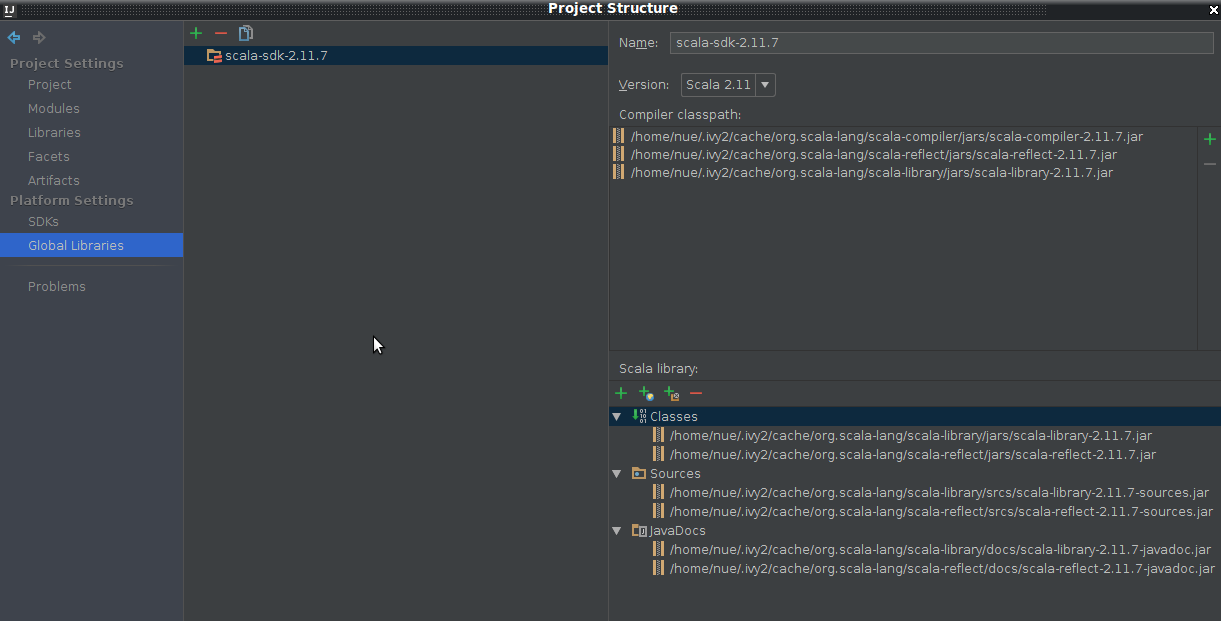 IJ Project Structure
Project Settings
Project
Modules
Libraries
Facets
Artifacts
Platform Settings
SDKs
Global Libraries
Problems
scala-sdk-2.11.7
Name: scala-sdk-2.11.7
Version: Scala 2.11
Compiler classpath:
/home/nue/.ivy2/cache/org.scala-lang/scala-compiler/jars/scala-compiler-2.11.7.jar
/home/nue/.ivy2/cache/org.scala-lang/scala-reflect/jars/scala-reflect-2.11.7.jar
/home/nue/.ivy2/cache/org.scala-lang/scala-library/jars/scala-library-2.11.7.jar
Scala library:
Classes
/home/nue/.ivy2/cache/org.scala-lang/scala-library/jars/scala-library-2.11.7.jar
/home/nue/.ivy2/cache/org.scala-lang/scala-reflect/jars/scala-reflect-2.11.7.jar
Sources
/home/nue/.ivy2/cache/org.scala-lang/scala-library/srcs/scala-library-2.11.7-sources.jar
/home/nue/.ivy2/cache/org.scala-lang/scala-reflect/srcs/scala-reflect-2.11.7-sources.jar
JavaDocs
/home/nue/.ivy2/cache/org.scala-lang/scala-library/docs/scala-library-2.11.7-javadoc.jar
/home/nue/.ivy2/cache/org.scala-lang/scala-reflect/docs/scala-reflect-2.11.7-javadoc.jar